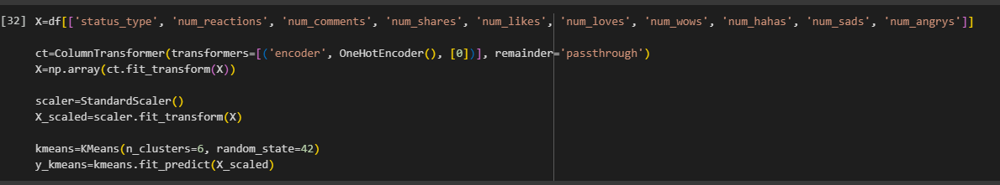 [32] X=df[['status_type', 'num_reactions', 'num_comments', 'num_shares', 'num_likes', 'num_loves', 'num_wows', 'num_hahas', 'num_sads', 'num_angrys']]
ct=ColumnTransformer(transformers=[('encoder', OneHotEncoder(), [0])], remainder='passthrough')
X=np.array(ct.fit_transform(X))
scaler=StandardScaler()
X_scaled=scaler.fit_transform(X)
kmeans=KMeans(n_clusters=6, random_state=42)
y_kmeans=kmeans.fit_predict(X_scaled)